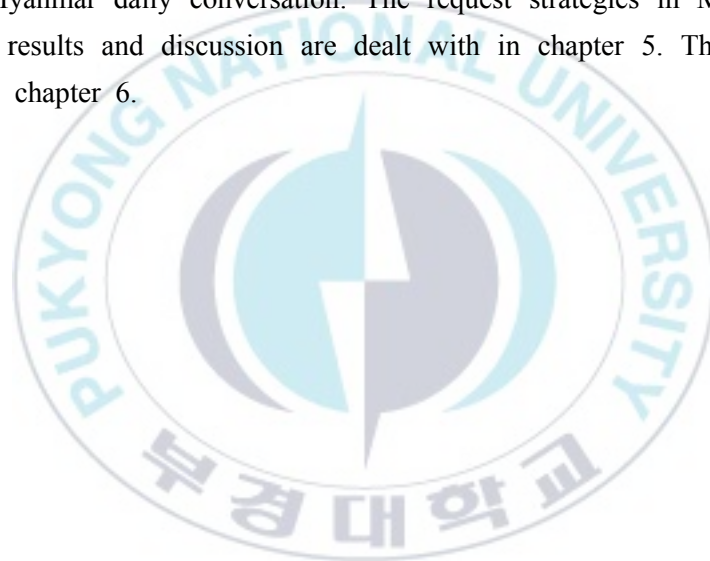 daily conversation. The request strategies in
results and discussion are dealt with in chapter 5.
chapter 6.
PUKYONG NATIONAL UNIVERSITY
부경대학교